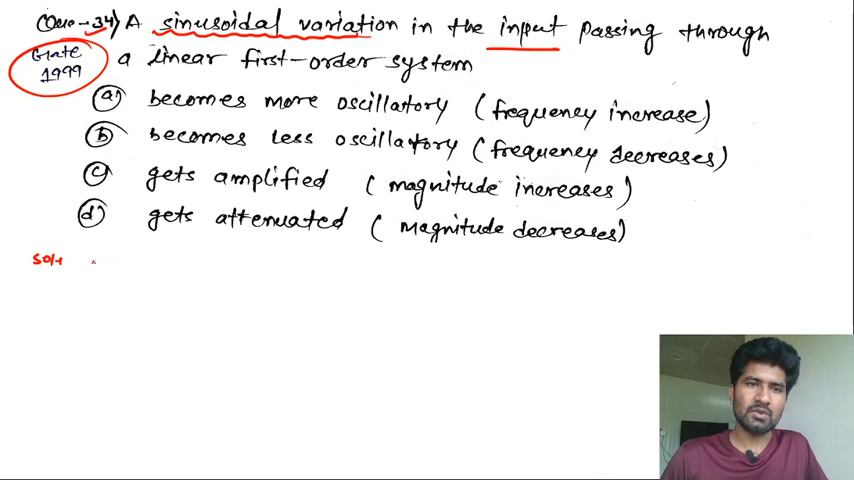 Que-34) A sinusoidal variation in the input passing through
Gate
1999
a linear first-order system
(a) becomes more oscillatory (frequency increase)
(b) becomes less oscillatory (frequency decreases)
(c) gets amplified (magnitude increases)
(d) gets attenuated (Magnitude decreases)